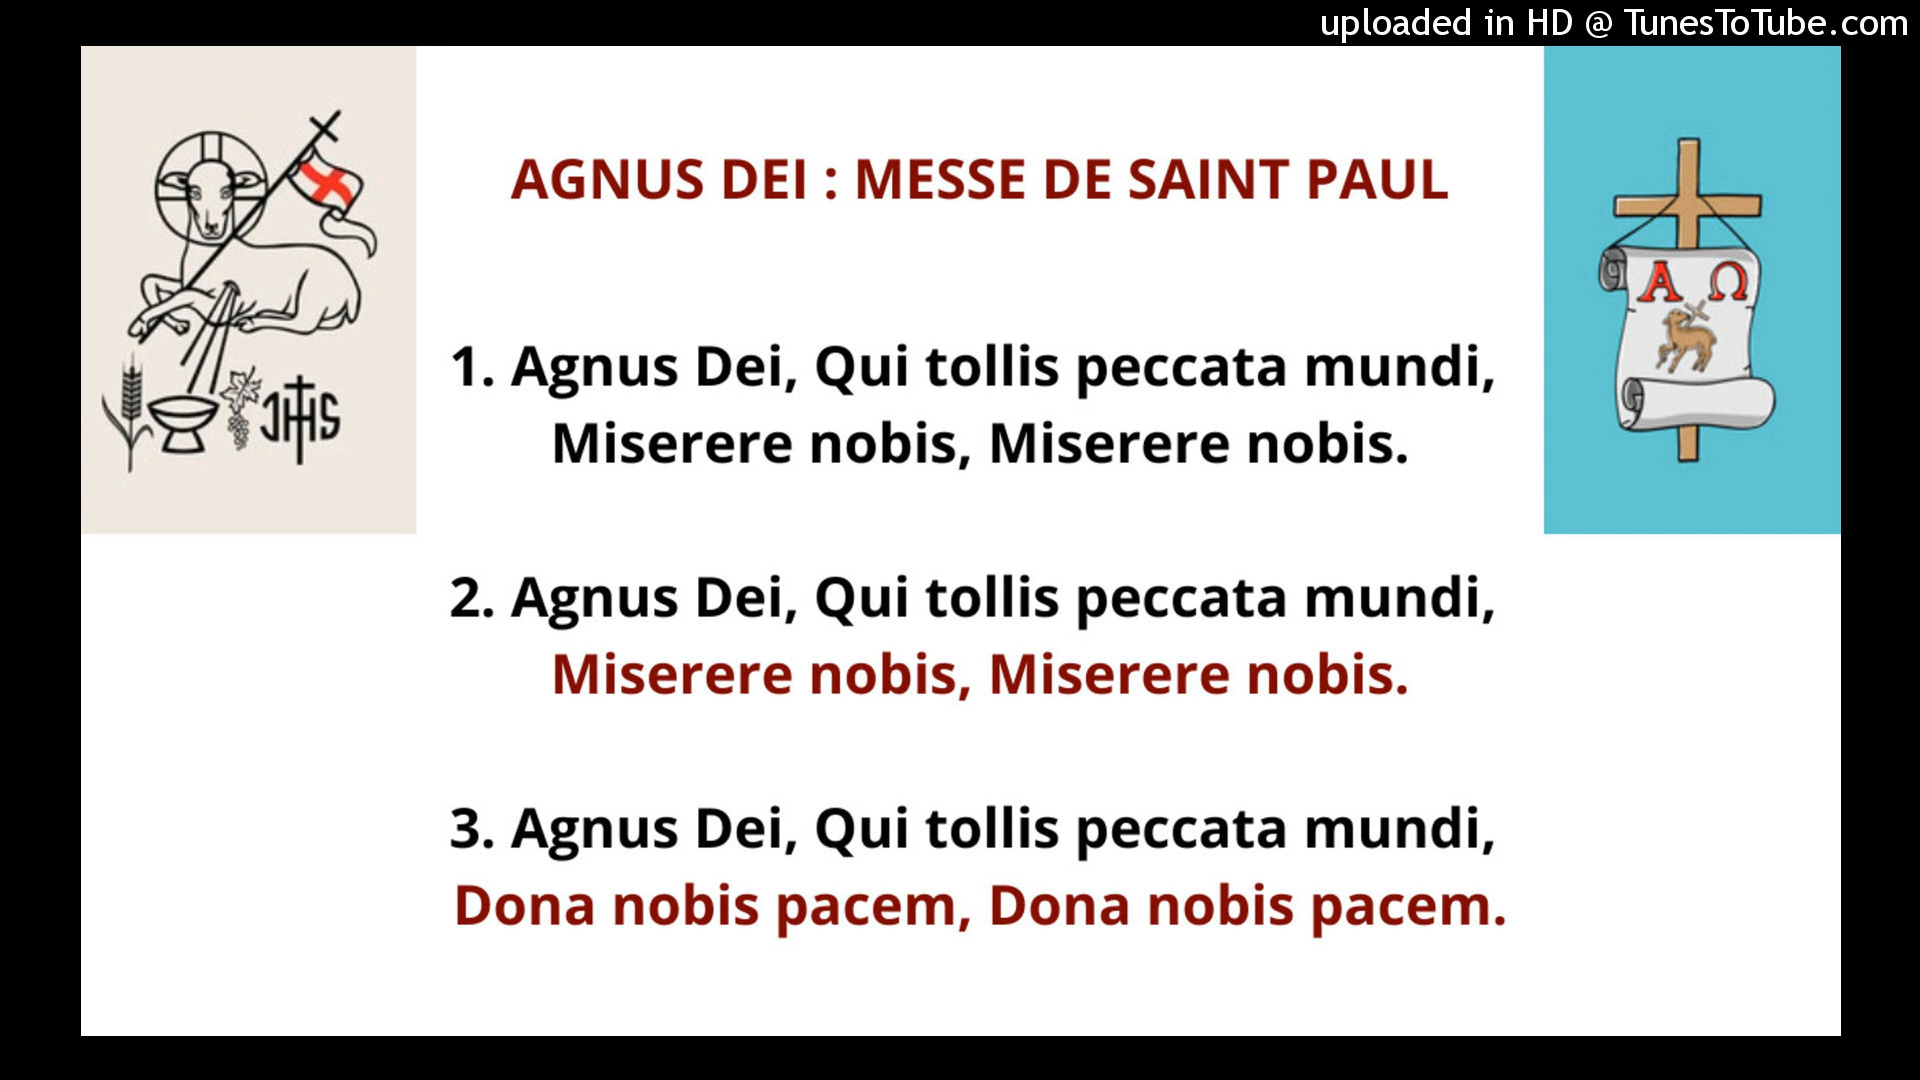 uploaded in HD @ TunesToTube.com
AGNUS DEI : MESSE DE SAINT PAUL
1. Agnus Dei, Qui tollis peccata mundi,
Miserere nobis, Miserere nobis.
2. Agnus Dei, Qui tollis peccata mundi,
Miserere nobis, Miserere nobis.
3. Agnus Dei, Qui tollis peccata mundi,
Dona nobis pacem, Dona nobis pacem.
JHS
Α Ω